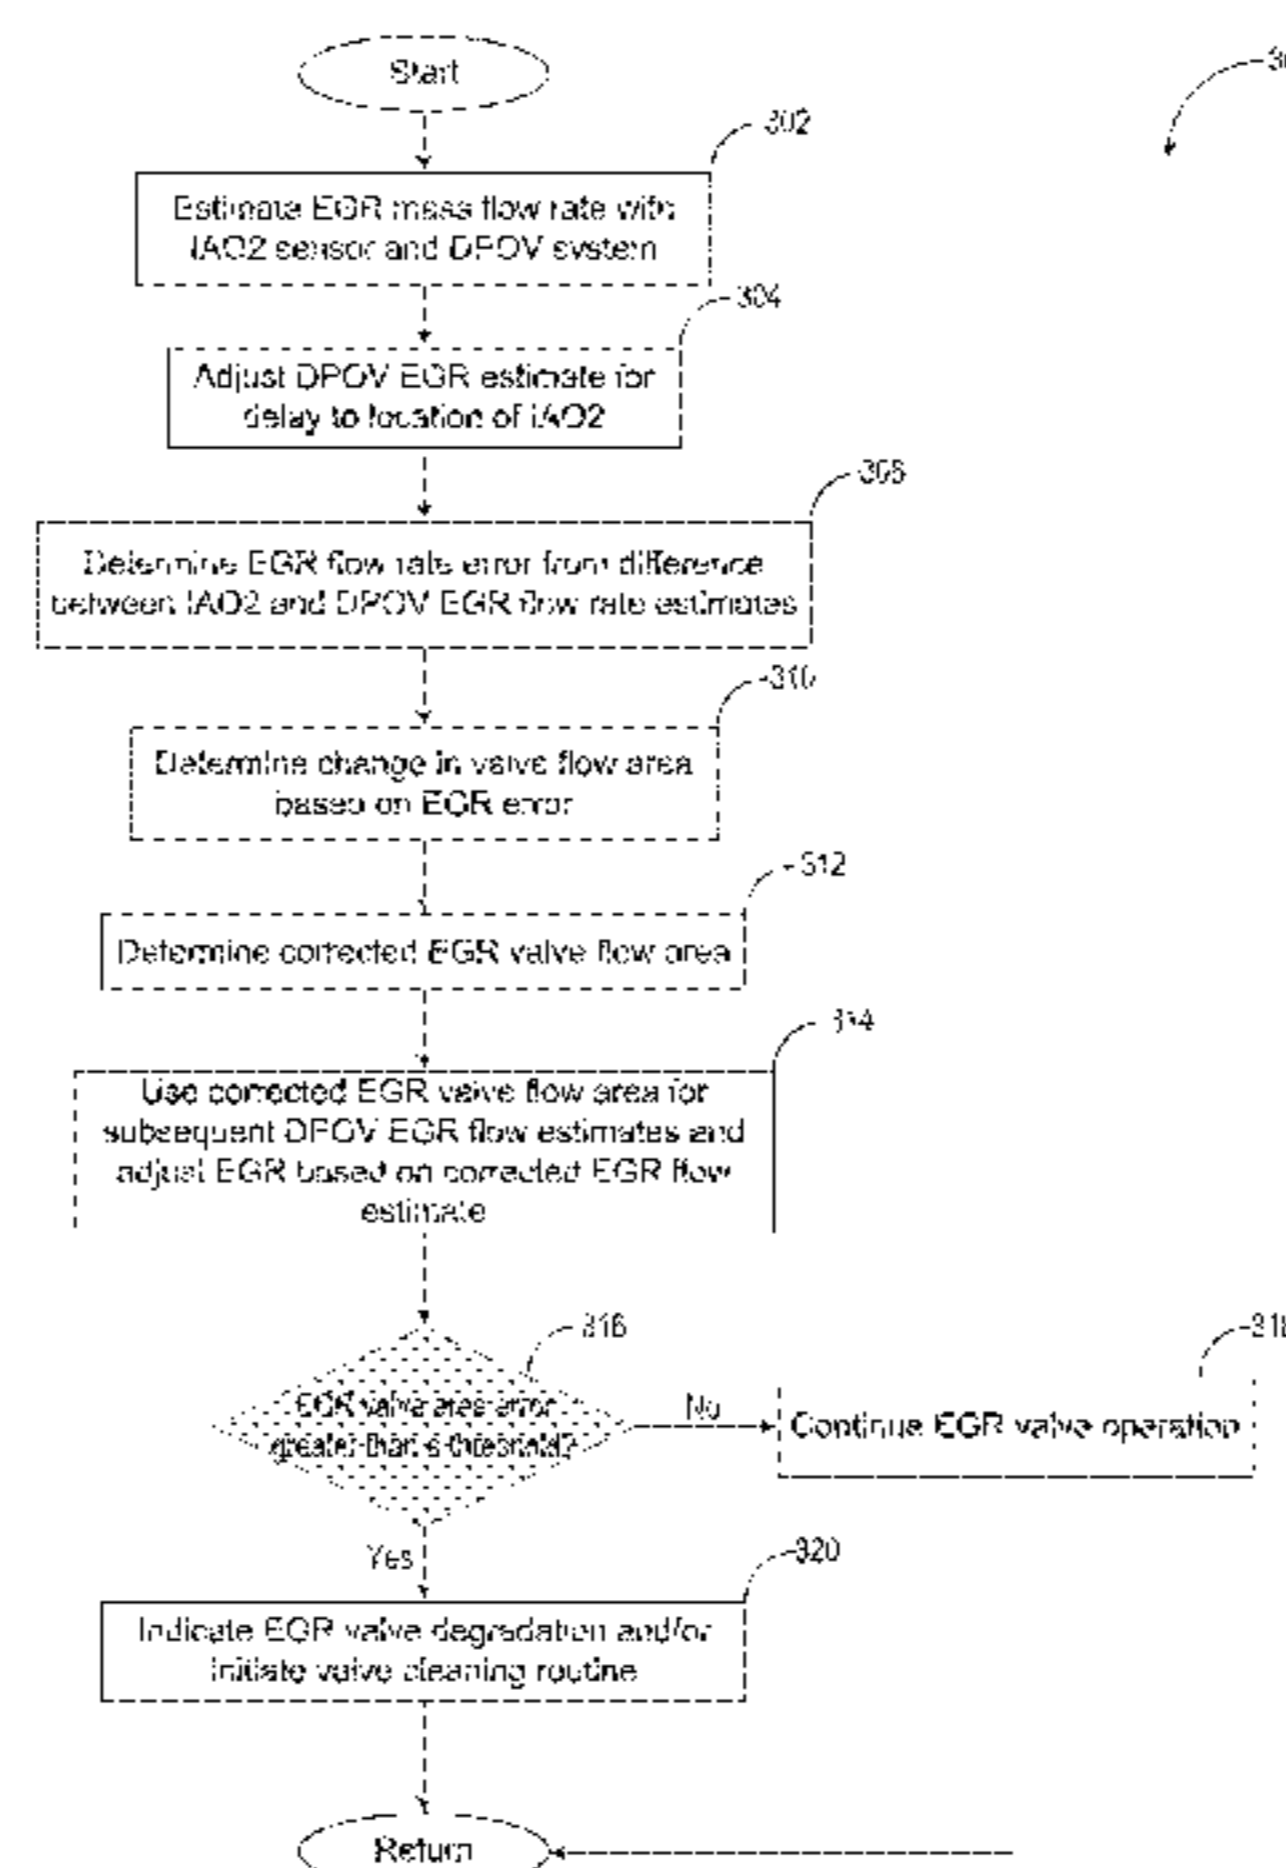 Start
302
Estimate EGR mass flow rate with
IAO2 sensor and DPOV system
304
Adjust DPOV EGR estimate for
delay to location of IAO2
306
Determine EGR flow rate error from difference
between IAO2 and DPOV EGR flow rate estimates
310
Determine change in valve flow area
based on EGR error
312
Determine corrected EGR valve flow area
314
Use corrected EGR valve flow area for
subsequent DPOV EGR flow estimates and
adjust EGR based on corrected EGR flow
estimate
316
EGR valve area error
greater than a threshold?
No
318
Continue EGR valve operation
Yes
320
Indicate EGR valve degradation and/or
initiate valve cleaning routine
Return